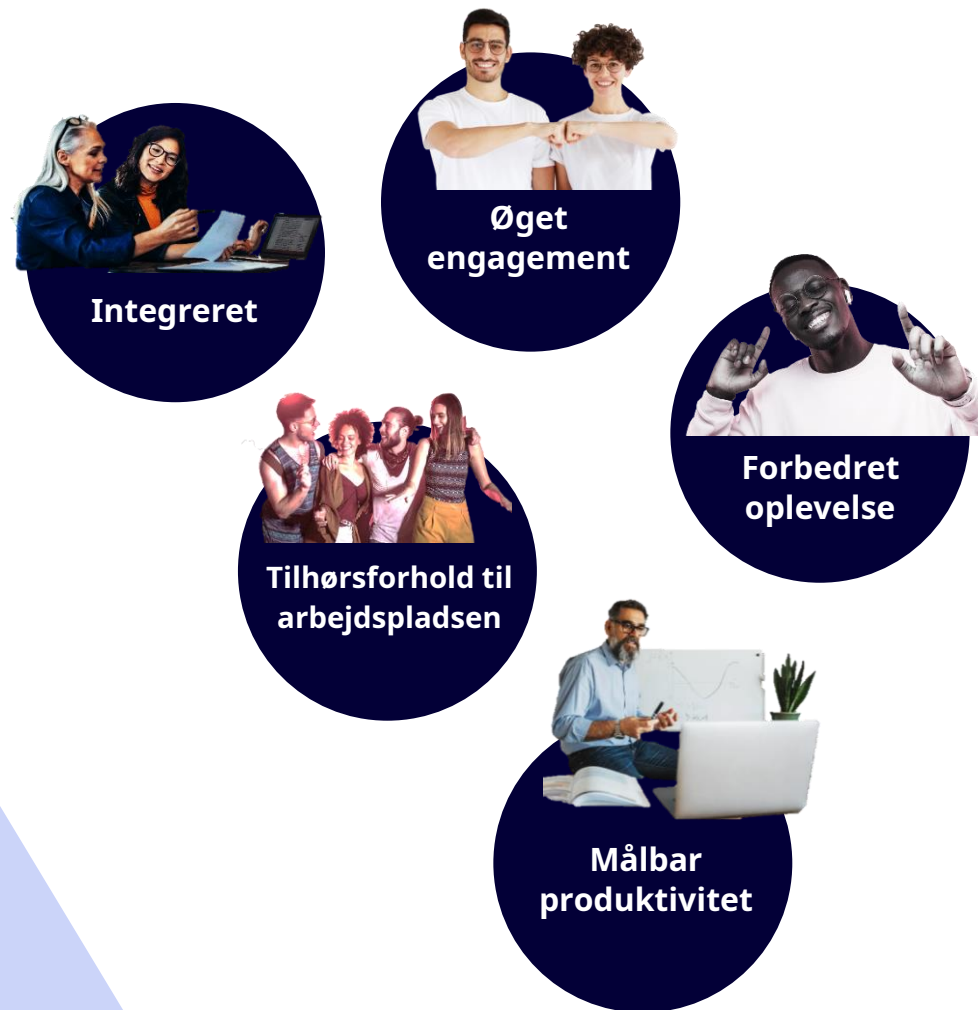 Øget
engagement
Integreret
Forbedret
oplevelse
Tilhørsforhold til
arbejdspladsen
Målbar
produktivitet